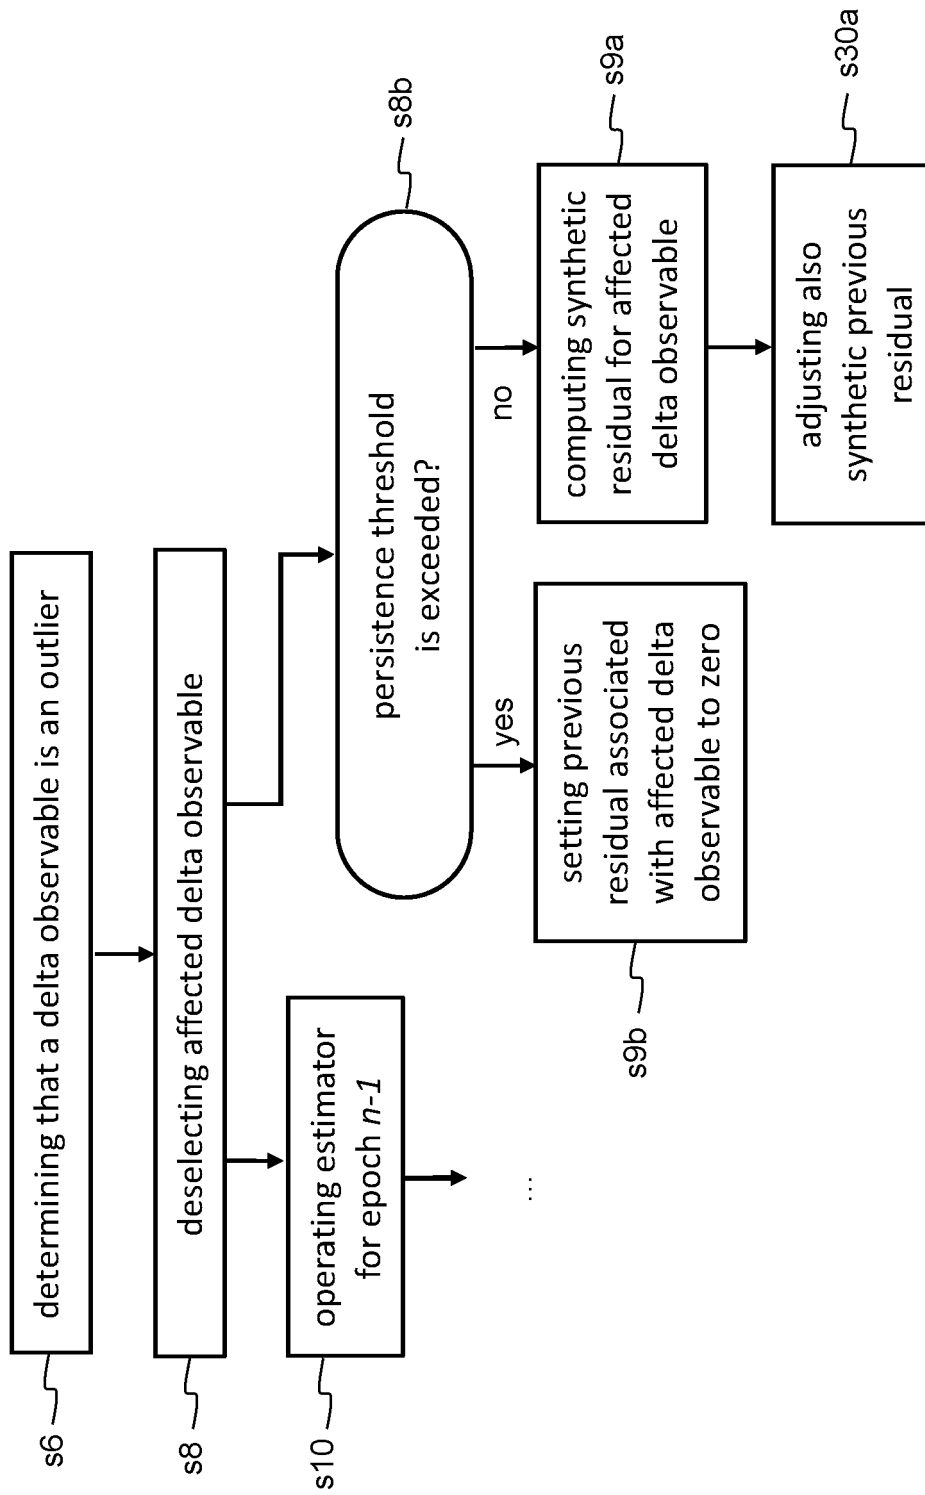 s6
determining that a delta observable is an outlier
s8
deselecting affected delta observable
s10
operating estimator
for epoch n-1
...
persistence threshold
is exceeded?
s8b
yes
no
s9b
setting previous
residual associated
with affected delta
observable to zero
computing synthetic
residual for affected
delta observable
s9a
adjusting also
synthetic previous
residual
s30a